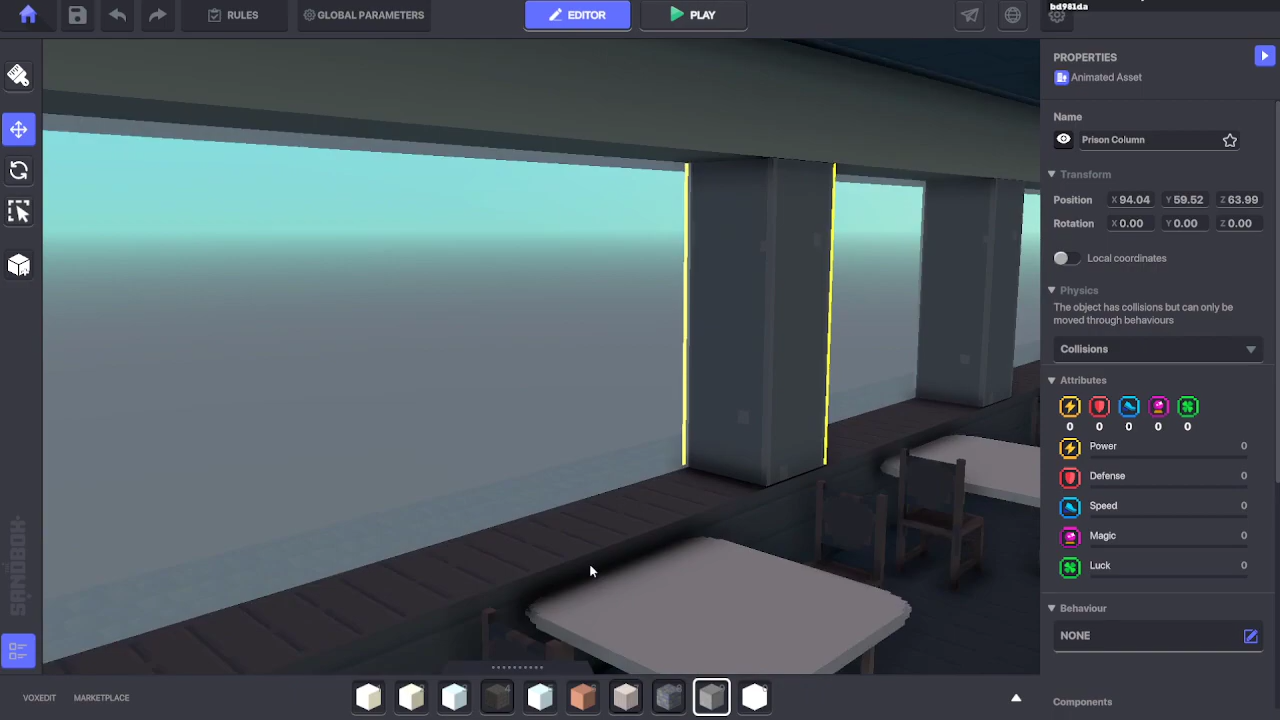 bd981da
RULES
GLOBAL PARAMETERS
EDITOR
PLAY
PROPERTIES
Animated Asset
Name
Prison Column
Transform
Position X 94.04 Y 59.52 Z 63.99
Rotation X 0.00 Y 0.00 Z 0.00
Local coordinates
Physics
The object has collisions but can only be
moved through behaviours
Collisions
Attributes
0 0 0 0 0
Power 0
Defense 0
Speed 0
Magic 0
Luck 0
Behaviour
NONE
Components
THE SANDBOX
VOXEDIT
MARKETPLACE